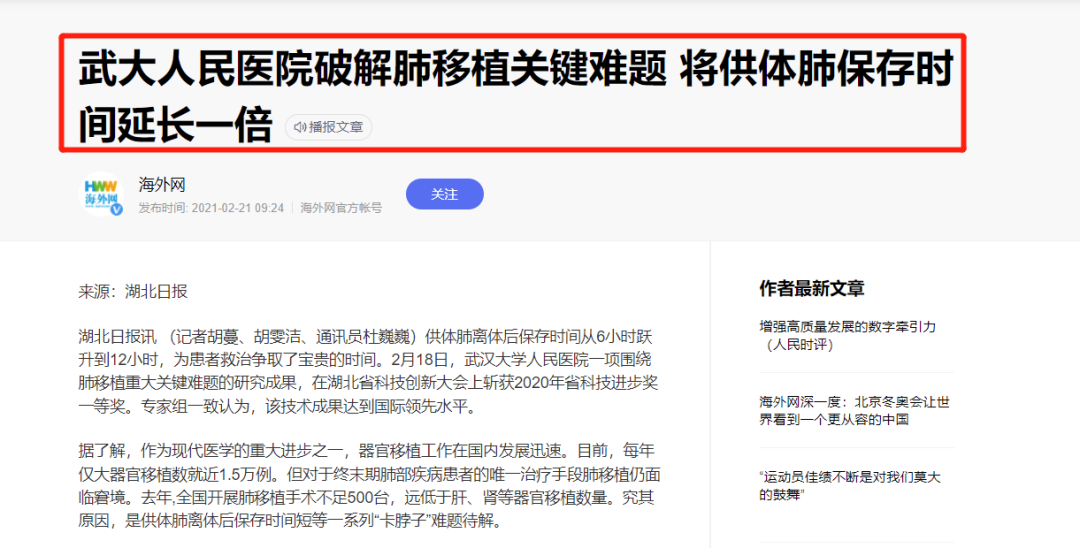 武大人民医院破解肺移植关键难题 将供体肺保存时
间延长一倍
播报文章
HWW
海外网
海外网
发布时间: 2021-02-21 09:24
海外网官方帐号
关注
来源：湖北日报
湖北日报讯 （记者胡蔓、胡雯洁、通讯员杜巍巍）供体肺离体后保存时间从6小时跃
升到12小时，为患者救治争取了宝贵的时间。2月18日，武汉大学人民医院一项围绕
肺移植重大关键难题的研究成果，在湖北省科技创新大会上斩获2020年省科技进步奖
一等奖。专家组一致认为，该技术成果达到国际领先水平。
据了解，作为现代医学的重大进步之一，器官移植工作在国内发展迅速。目前，每年
仅大器官移植数就近1.5万例。但对于终末期肺部疾病患者的唯一治疗手段肺移植仍面
临窘境。去年,全国开展肺移植手术不足500台，远低于肝、肾等器官移植数量。究其
原因，是供体肺离体后保存时间短等一系列“卡脖子”难题待解。
作者最新文章
增强高质量发展的数字牵引力
（人民时评）
海外网深一度：北京冬奥会让世
界看到一个更从容的中国
“运动员佳绩不断是对我们莫大
的鼓舞”